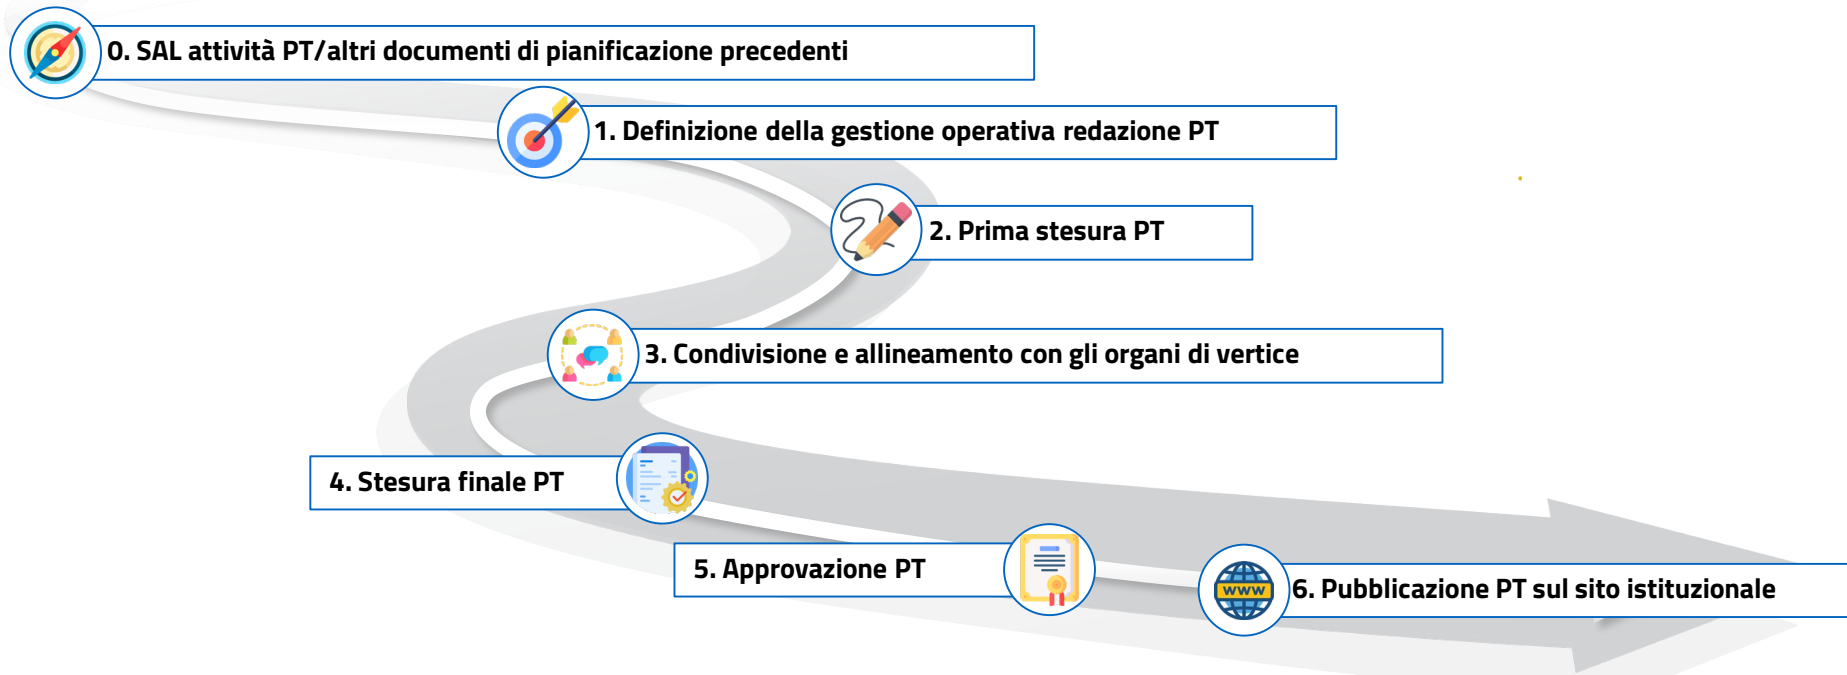 0. SAL attività PT/altri documenti di pianificazione precedenti
1. Definizione della gestione operativa redazione PT
2. Prima stesura PT
3. Condivisione e allineamento con gli organi di vertice
4. Stesura finale PT
5. Approvazione PT
www
6. Pubblicazione PT sul sito istituzionale